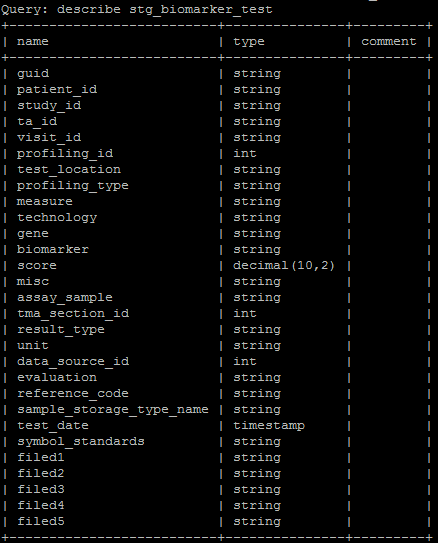 Query: describe stg_biomarker_test
+--------------------------+---------------+---------+
| name                     | type          | comment |
+--------------------------+---------------+---------+
| guid                     | string        |         |
| patient_id               | string        |         |
| study_id                 | string        |         |
| ta_id                    | string        |         |
| visit_id                 | string        |         |
| profiling_id             | int           |         |
| test_location            | string        |         |
| profiling_type           | string        |         |
| measure                  | string        |         |
| technology               | string        |         |
| gene                     | string        |         |
| biomarker                | string        |         |
| score                    | decimal(10,2) |         |
| misc                     | string        |         |
| assay_sample             | string        |         |
| tma_section_id           | int           |         |
| result_type              | string        |         |
| unit                     | string        |         |
| data_source_id           | int           |         |
| evaluation               | string        |         |
| reference_code           | string        |         |
| sample_storage_type_name | string        |         |
| test_date                | timestamp     |         |
| symbol_standards         | string        |         |
| filed1                   | string        |         |
| filed2                   | string        |         |
| filed3                   | string        |         |
| filed4                   | string        |         |
| filed5                   | string        |         |
+--------------------------+---------------+---------+